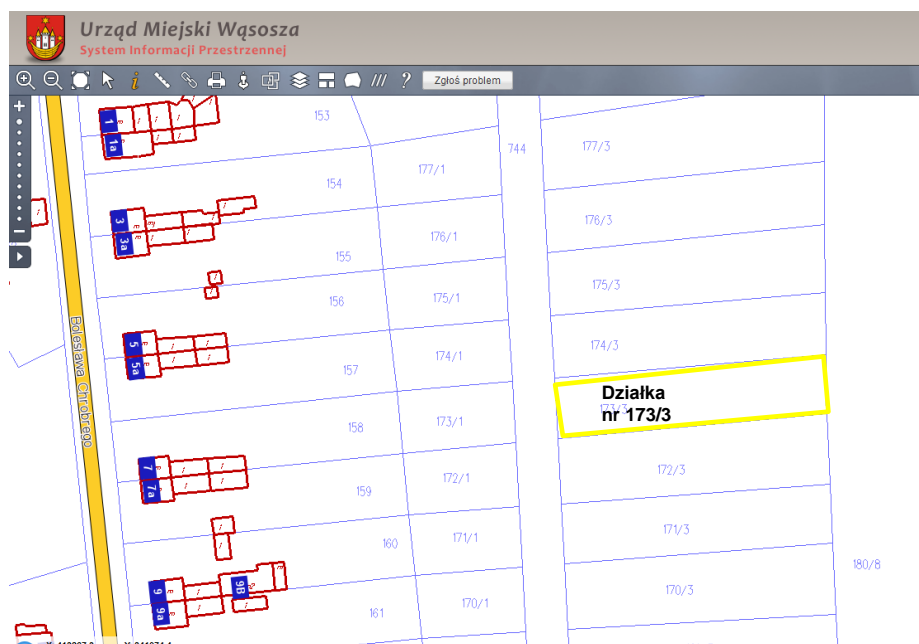 Urząd Miejski Wąsosza
System Informacji Przestrzennej
Zgłoś problem
1
1a
153
744
177/3
177/1
154
3
3a
176/3
176/1
155
175/3
156
175/1
Bolesława Chrobrego
5
5a
174/3
174/1
157
Działka
nr 173/3
173/3
173/1
158
7
7a
172/3
172/1
159
171/3
171/1
160
180/8
9
9a
9B
170/3
170/1
161